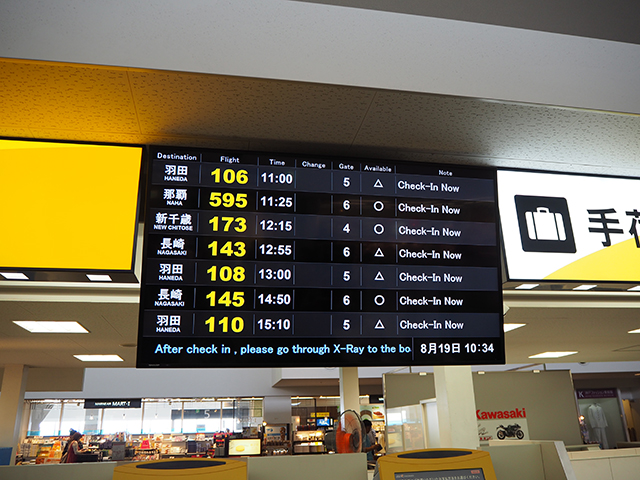 Destination Flight Time Change Gate Available Note
羽田 HANEDA 106 11:00 5 △ Check-In Now
那覇 NAHA 595 11:25 6 ○ Check-In Now
新千歳 NEW CHITOSE 173 12:15 4 ○ Check-In Now
長崎 NAGASAKI 143 12:55 6 △ Check-In Now
羽田 HANEDA 108 13:00 5 △ Check-In Now
長崎 NAGASAKI 145 14:50 6 ○ Check-In Now
羽田 HANEDA 110 15:10 5 △ Check-In Now
After check in , please go through X-Ray to the bo 8月19日 10:34
手荷
MART-1
Kawasaki